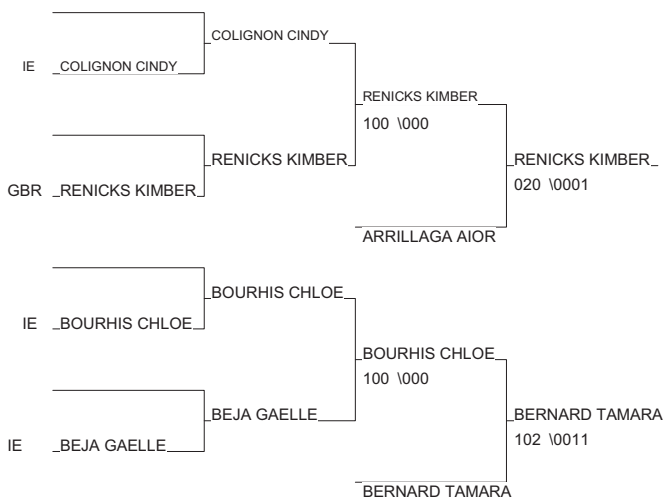 COLIGNON CINDY
IE COLIGNON CINDY
RENICKS KIMBER
100 \000
RENICKS KIMBER
RENICKS KIMBER
GBR RENICKS KIMBER
020 \0001
ARRILLAGA AIOR
BOURHIS CHLOE
IE BOURHIS CHLOE
BOURHIS CHLOE
100 \000
BEJA GAELLE
BERNARD TAMARA
IE BEJA GAELLE
102 \0011
BERNARD TAMARA